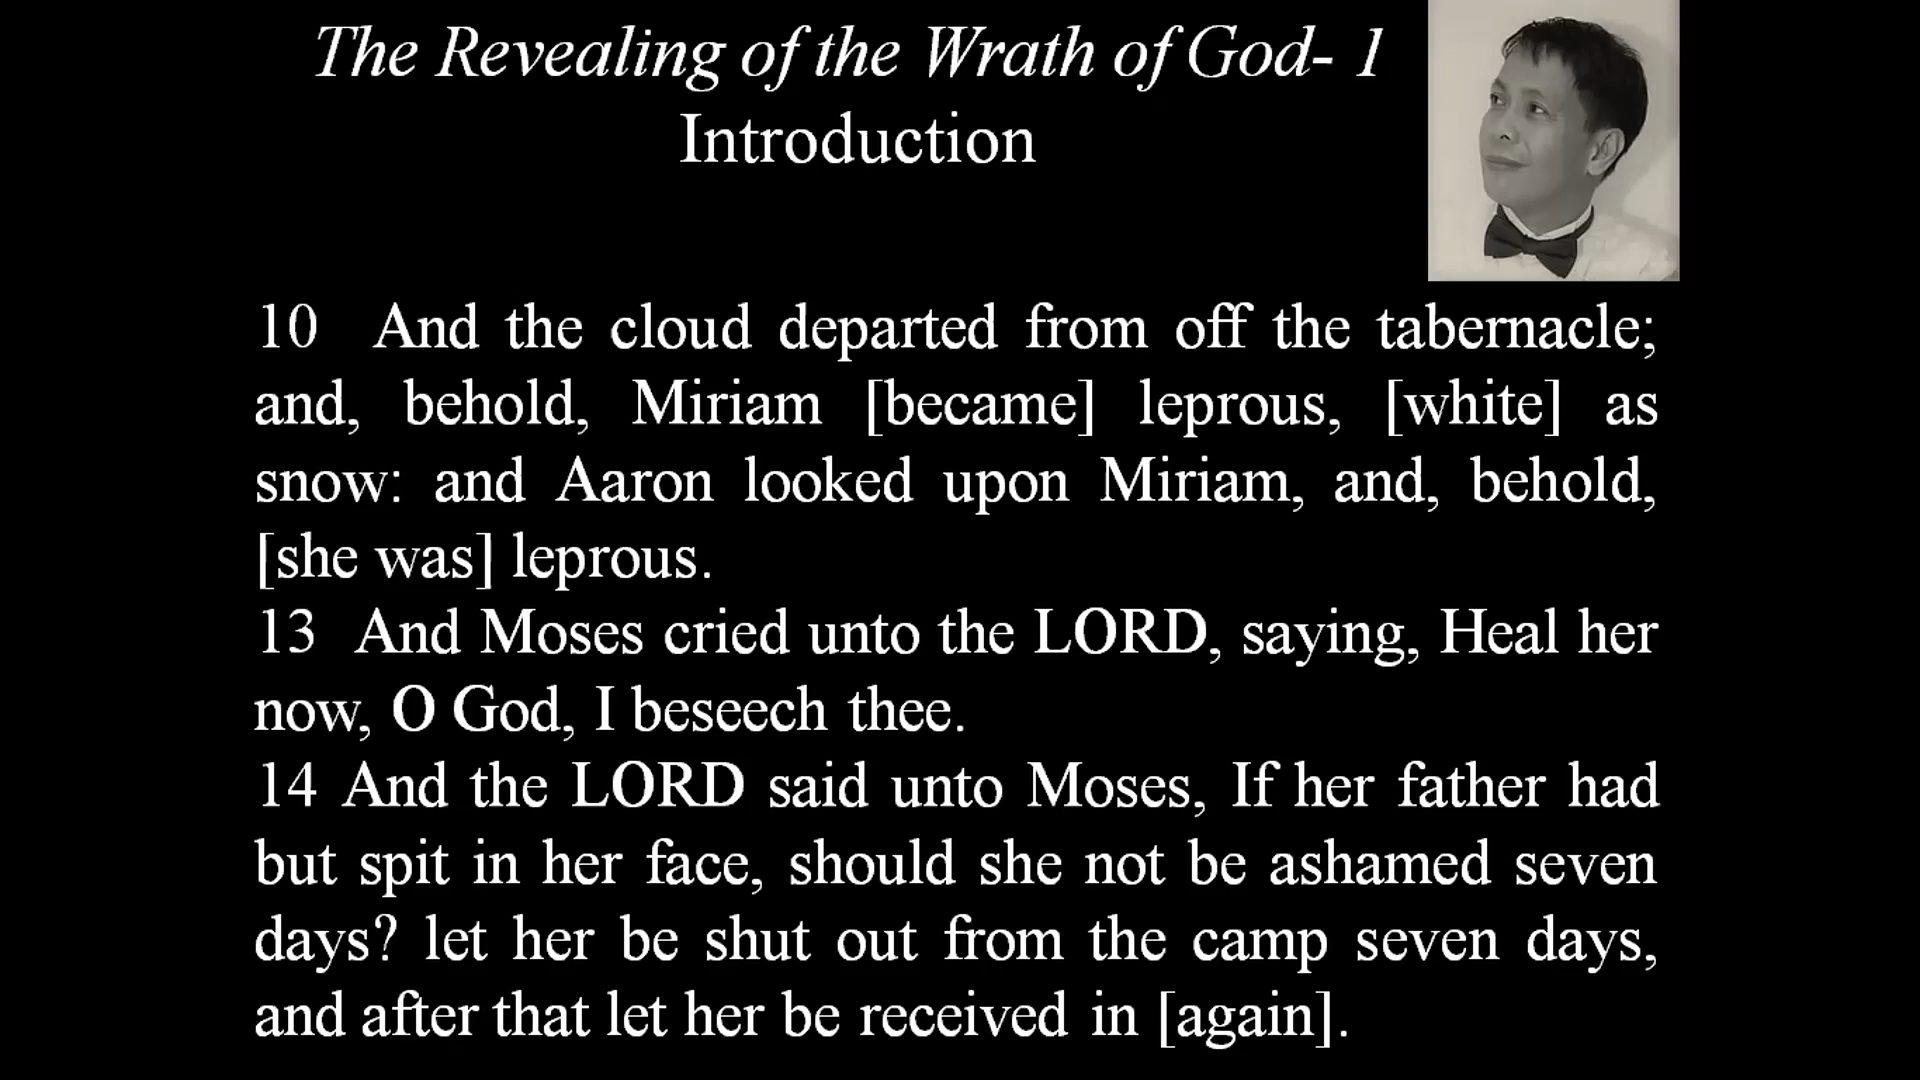 The Revealing of the Wrath of God- 1
Introduction
10 And the cloud departed from off the tabernacle;
and, behold, Miriam [became] leprous, [white] as
snow: and Aaron looked upon Miriam, and, behold,
[she was] leprous.
13 And Moses cried unto the LORD, saying, Heal her
now, O God, I beseech thee.
14 And the LORD said unto Moses, If her father had
but spit in her face, should she not be ashamed seven
days? let her be shut out from the camp seven days,
and after that let her be received in [again].